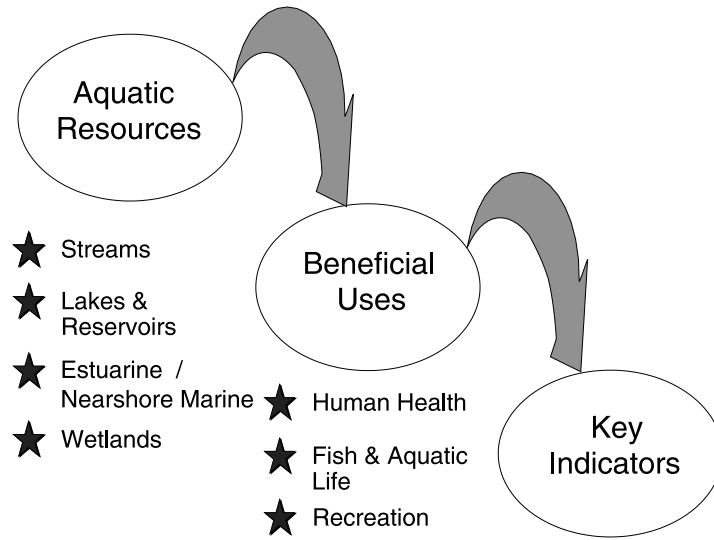 Aquatic
Resources
Streams
Lakes &
Reservoirs
Estuarine /
Nearshore Marine
Wetlands
Beneficial
Uses
Human Health
Fish & Aquatic
Life
Recreation
Key
Indicators